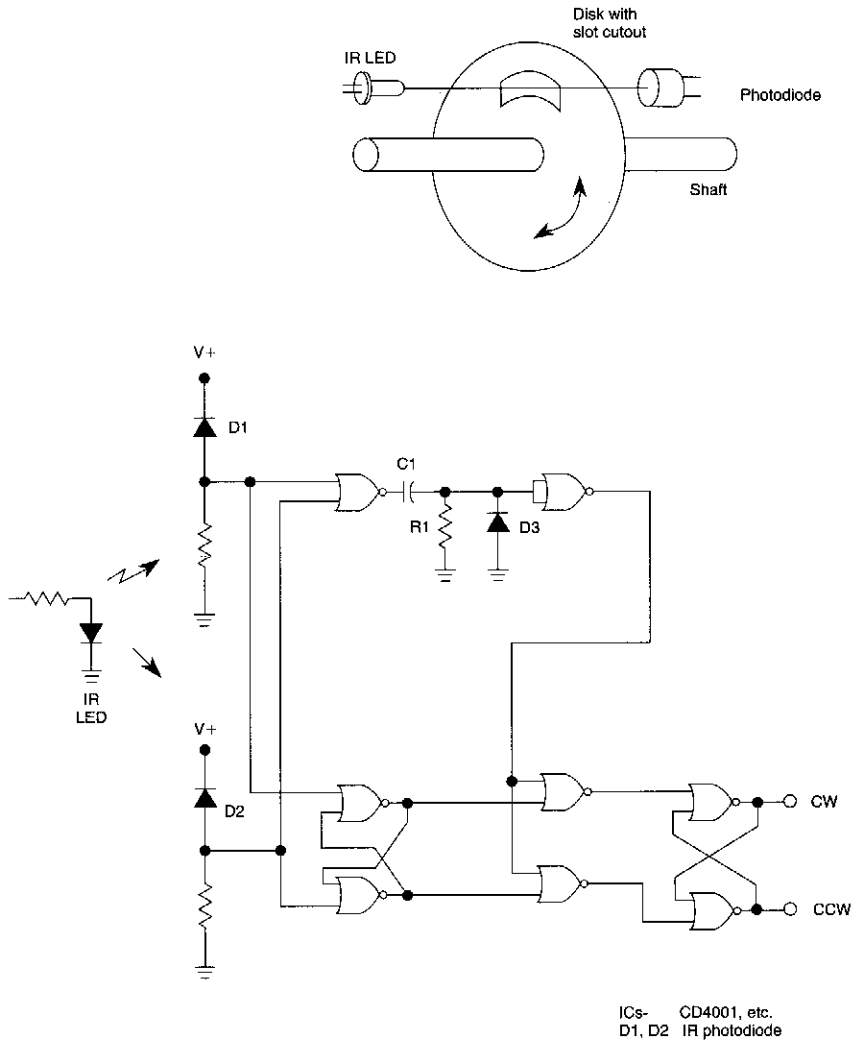 Disk with
slot cutout
IR LED
Photodiode
Shaft
V+
D1
C1
R1
D3
IR
LED
V+
D2
CW
CCW
ICs- CD4001, etc.
D1, D2 IR photodiode